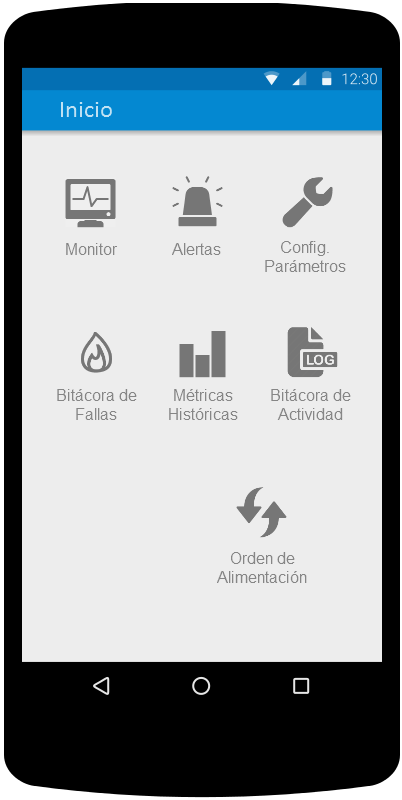 12:30
Inicio
Monitor
Alertas
Config.
Parámetros
Bitácora de
Fallas
Métricas
Históricas
LOG
Bitácora de
Actividad
Orden de
Alimentación